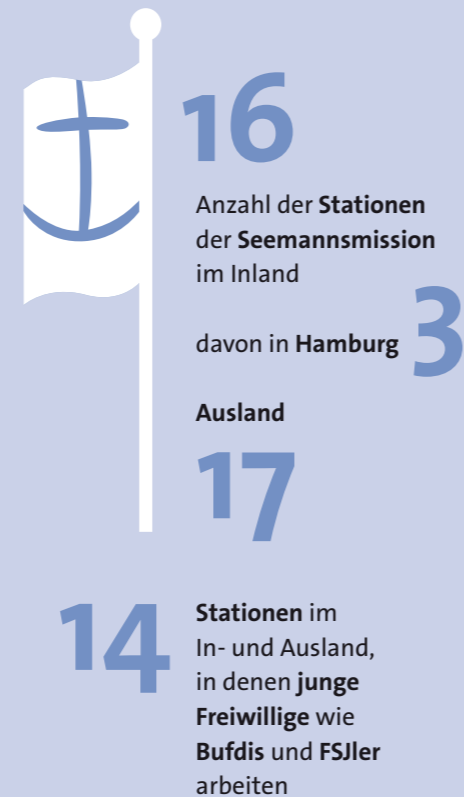 16
Anzahl der Stationen
der Seemannsmission
im Inland
davon in Hamburg 3
Ausland
17
14
Stationen im
In- und Ausland,
in denen junge
Freiwillige wie
Bufdis und FSJler
arbeiten